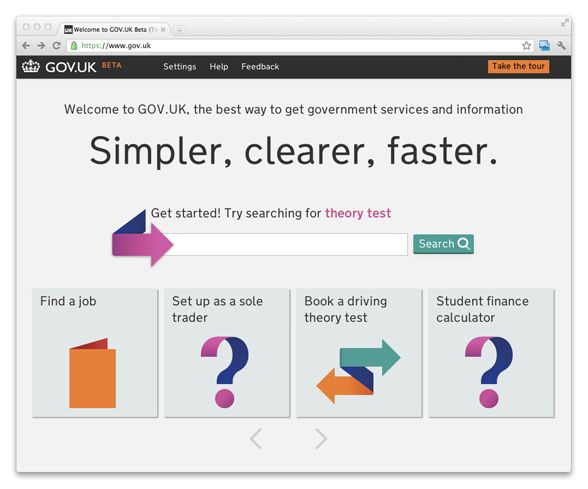 UK Welcome to GOV.UK Beta (Te
https://www.gov.uk
GOV.UK BETA Settings Help Feedback Take the tour
Welcome to GOV.UK, the best way to get government services and information
Simpler, clearer, faster.
Get started! Try searching for theory test
Search
Find a job
Set up as a sole
trader
Book a driving
theory test
Student finance
calculator